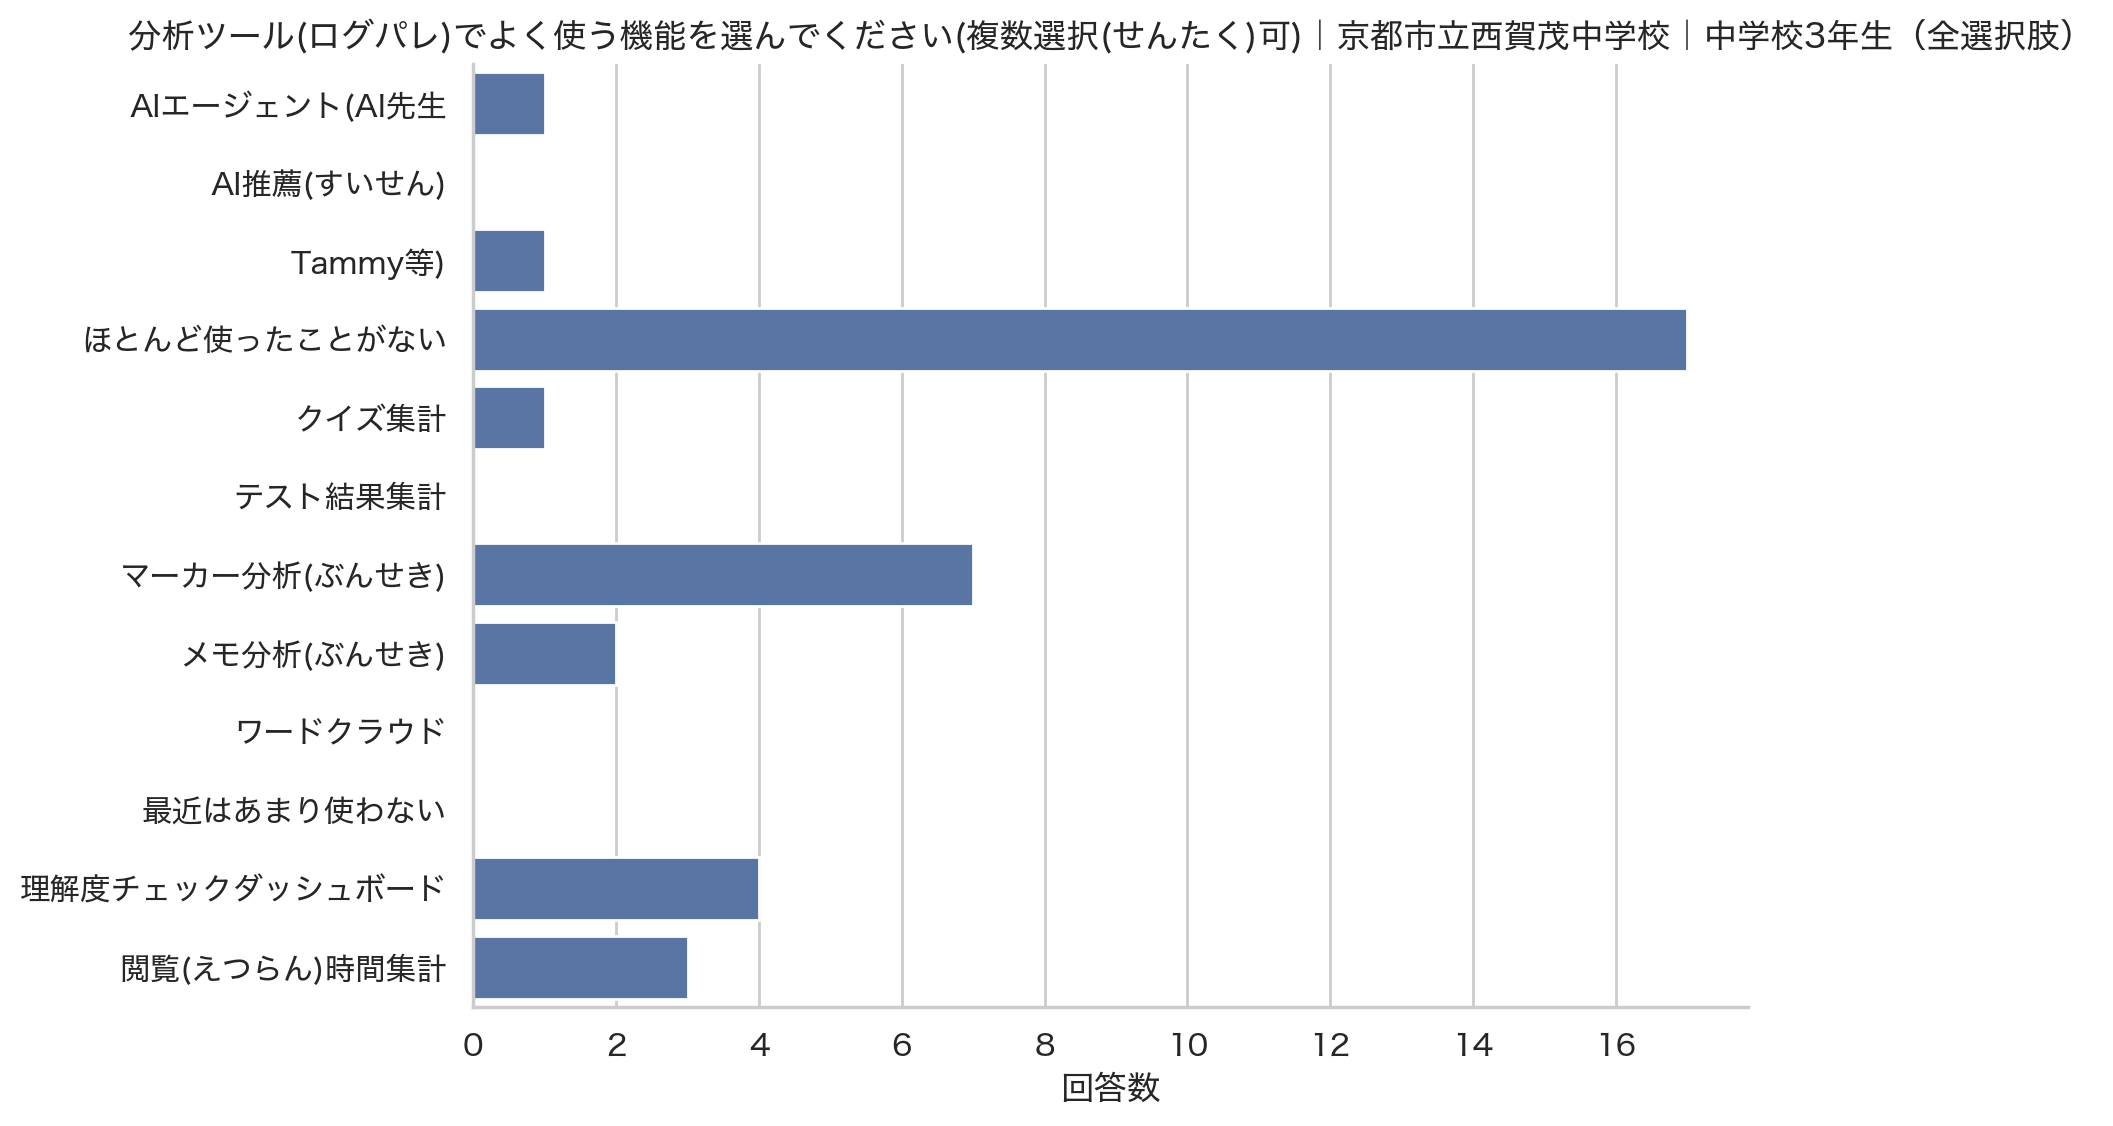 分析ツール(ログパレ)でよく使う機能を選んでください(複数選択(せんたく)可)｜京都市立西賀茂中学校｜中学校3年生（全選択肢）
AIエージェント(AI先生
AI推薦(すいせん)
Tammy等)
ほとんど使ったことがない
クイズ集計
テスト結果集計
マーカー分析(ぶんせき)
メモ分析(ぶんせき)
ワードクラウド
最近はあまり使わない
理解度チェックダッシュボード
閲覧(えつらん)時間集計
0 2 4 6 8 10 12 14 16
回答数